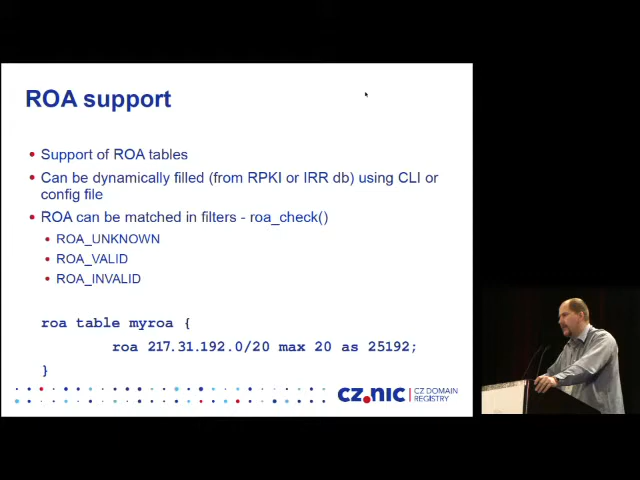 ROA support
Support of ROA tables
Can be dynamically filled (from RPKI or IRR db) using CLI or
config file
ROA can be matched in filters - roa_check()
ROA_UNKNOWN
ROA_VALID
ROA_INVALID
roa table myroa {
roa 217.31.192.0/20 max 20 as 25192;
}
CZ.NIC | CZ DOMAIN
REGISTRY